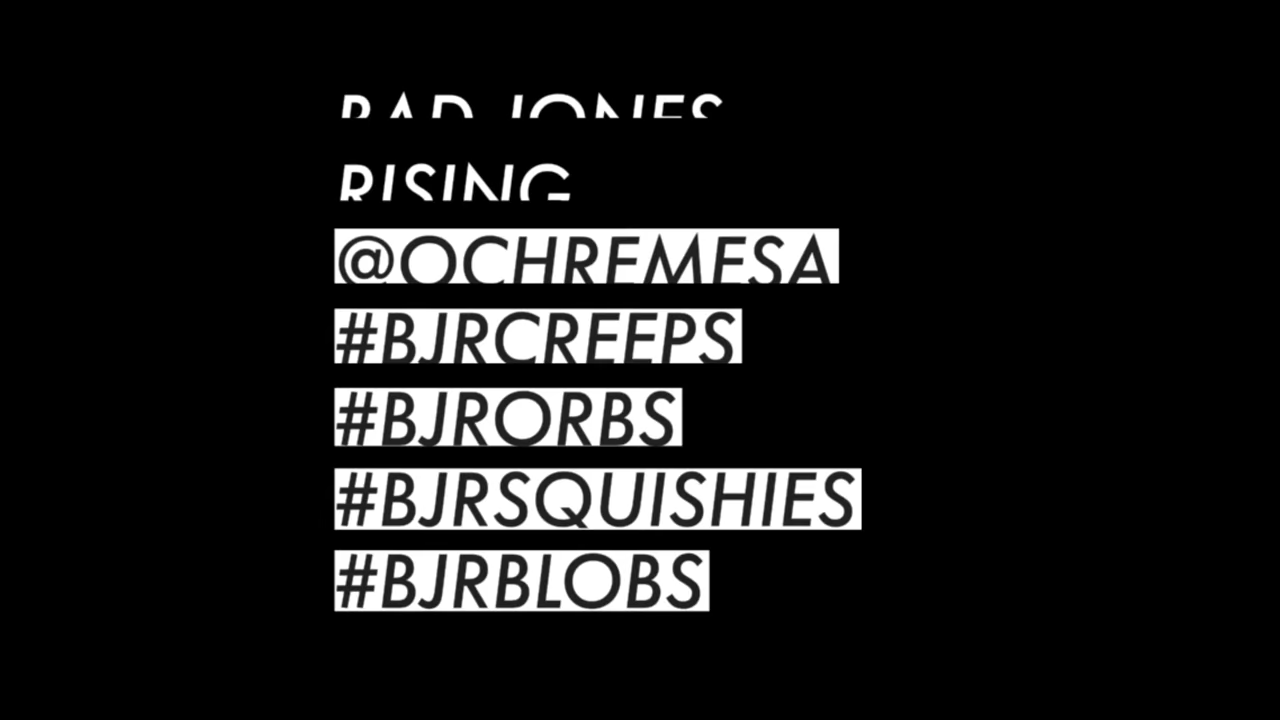 BAD JONES
RISING
@OCHREMESA
#BJRCREEPS
#BJRORBS
#BJRSQUISHIES
#BJRBLOBS